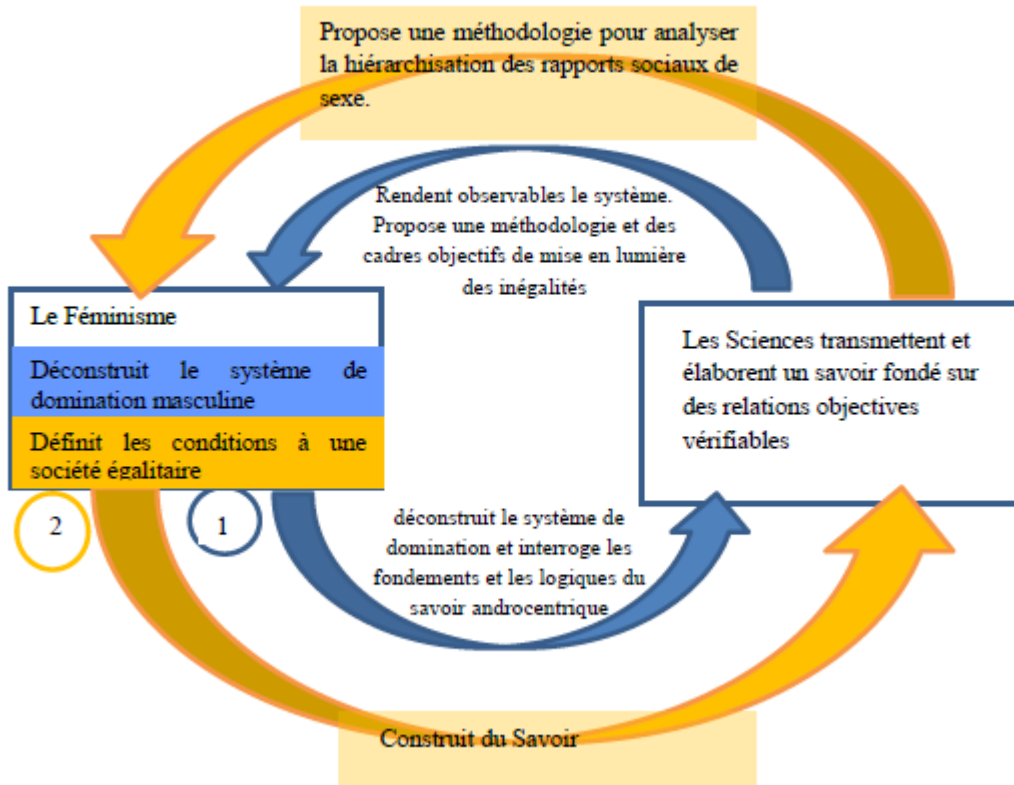 Propose une méthodologie pour analyser
la hiérarchisation des rapports sociaux de
sexe.
Rendent observables le système.
Propose une méthodologie et des
cadres objectifs de mise en lumière
des inégalités
Le Féminisme
Déconstruit le système de
domination masculine
Définit les conditions à une
société égalitaire
Les Sciences transmettent et
élaborent un savoir fondé sur
des relations objectives
vérifiables
2
1
déconstruit le système de
domination et interroge les
fondements et les logiques du
savoir androcentrique
Construit du Savoir